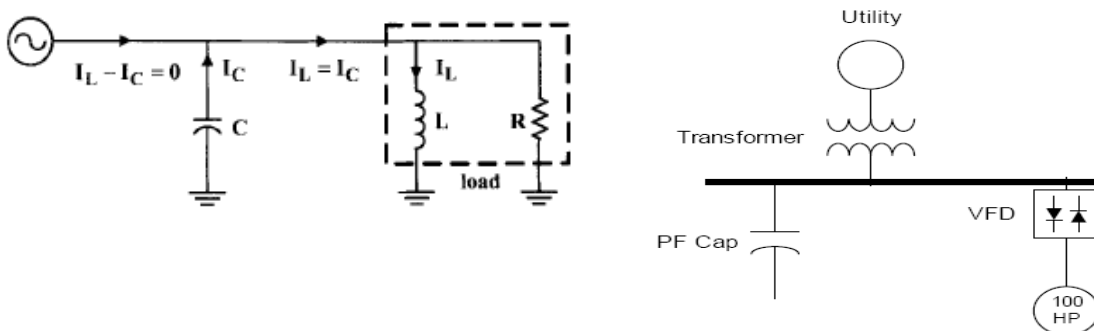 I_L – I_C = 0
I_C
I_L = I_C
I_L
C
L
R
load
Utility
Transformer
VFD
PF Cap
100
HP